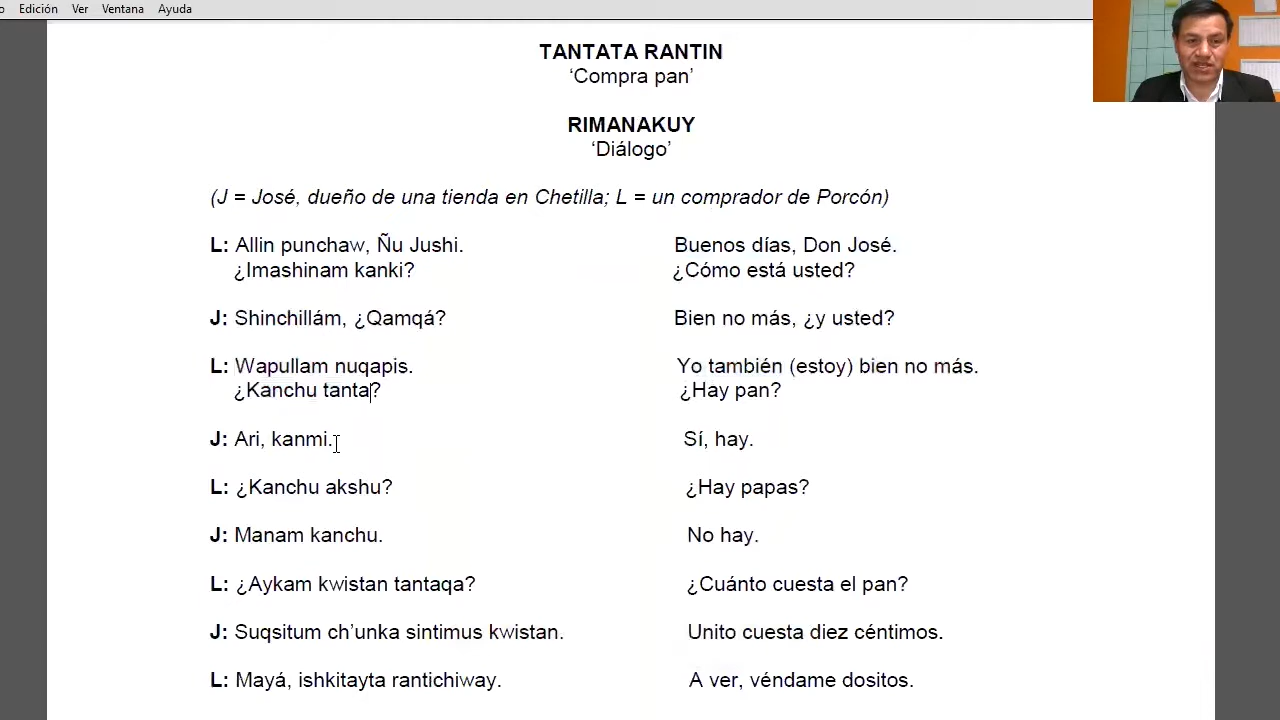 Edición Ver Ventana Ayuda
TANTATA RANTIN
‘Compra pan’
RIMANAKUY
‘Diálogo’
(J = José, dueño de una tienda en Chetilla; L = un comprador de Porcón)
L: Allin punchaw, Ñu Jushi. Buenos días, Don José.
¿Imashinam kanki? ¿Cómo está usted?
J: Shinchillám, ¿Qamqá? Bien no más, ¿y usted?
L: Wapullam nuqapis. Yo también (estoy) bien no más.
¿Kanchu tanta? ¿Hay pan?
J: Ari, kanmi. Sí, hay.
L: ¿Kanchu akshu? ¿Hay papas?
J: Manam kanchu. No hay.
L: ¿Aykam kwistan tantaqa? ¿Cuánto cuesta el pan?
J: Suqsitum ch’unka sintimus kwistan. Unito cuesta diez céntimos.
L: Mayá, ishkitayta rantichiway. A ver, véndame dositos.